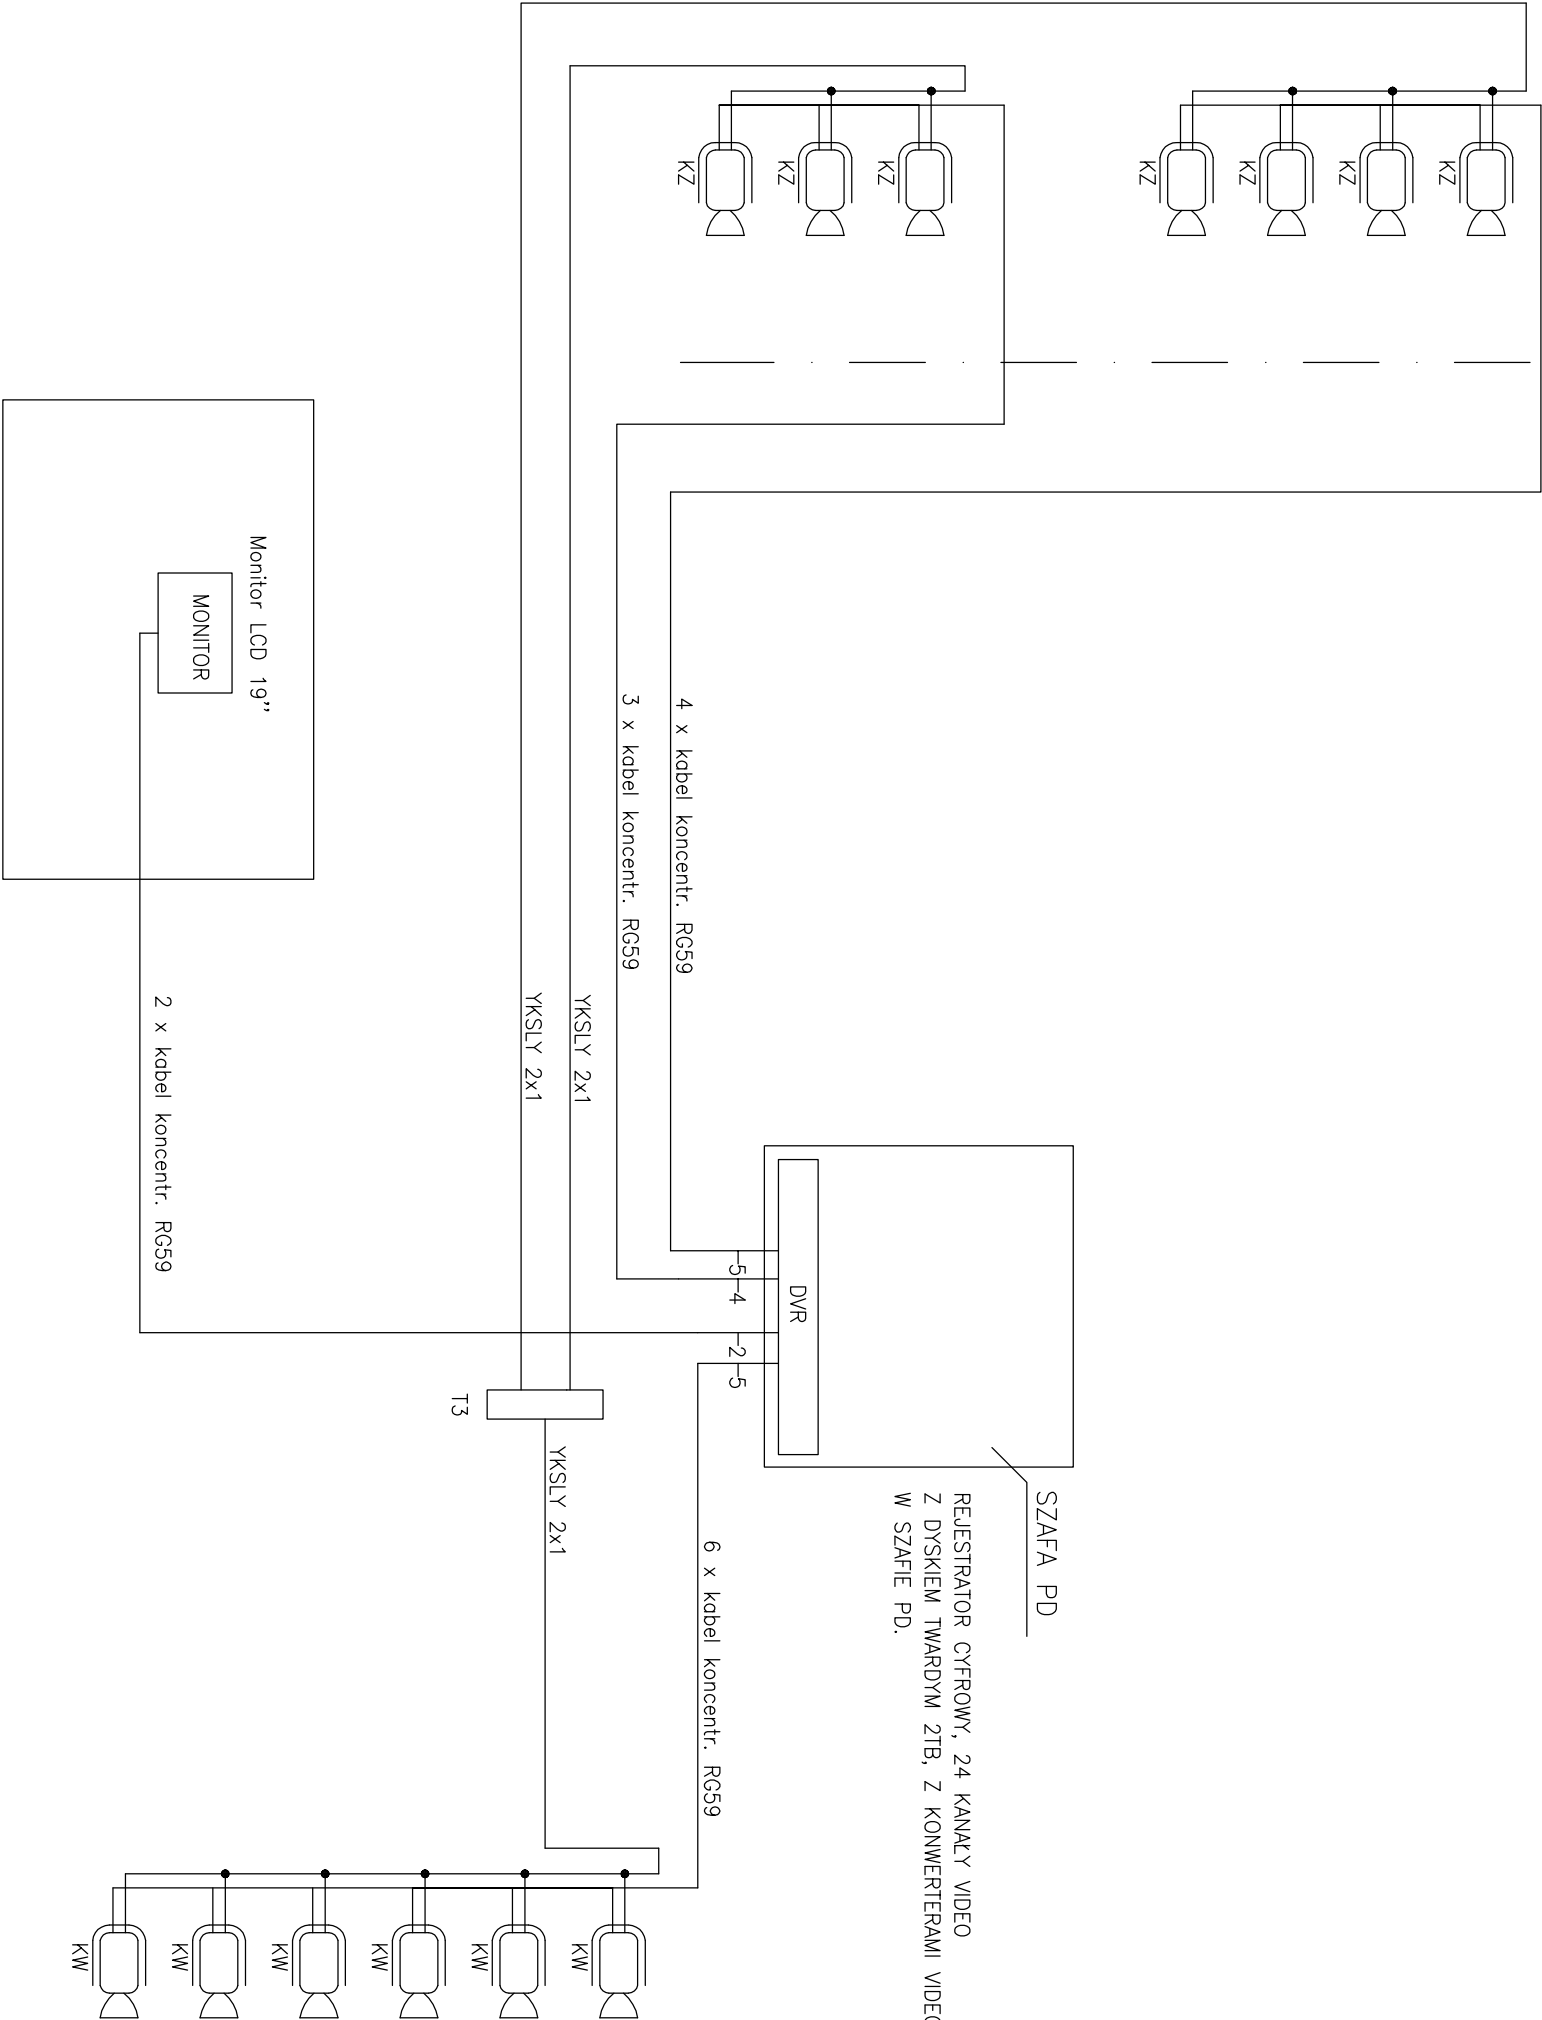 KZ
KZ
KZ
KZ
KZ
KZ
KZ
4 x kabel koncentr. RG59
3 x kabel koncentr. RG59
YKSLY 2x1
YKSLY 2x1
Monitor LCD 19”
MONITOR
2 x kabel koncentr. RG59
DVR
5
4
2
5
T3
SZAFA PD
REJESTRATOR CYFROWY, 24 KANAŁY VIDEO
Z DYSKIEM TWARDYM 2TB, Z KONWERTERAMI VIDEO
W SZAFIE PD.
YKSLY 2x1
6 x kabel koncentr. RG59
KW
KW
KW
KW
KW
KW